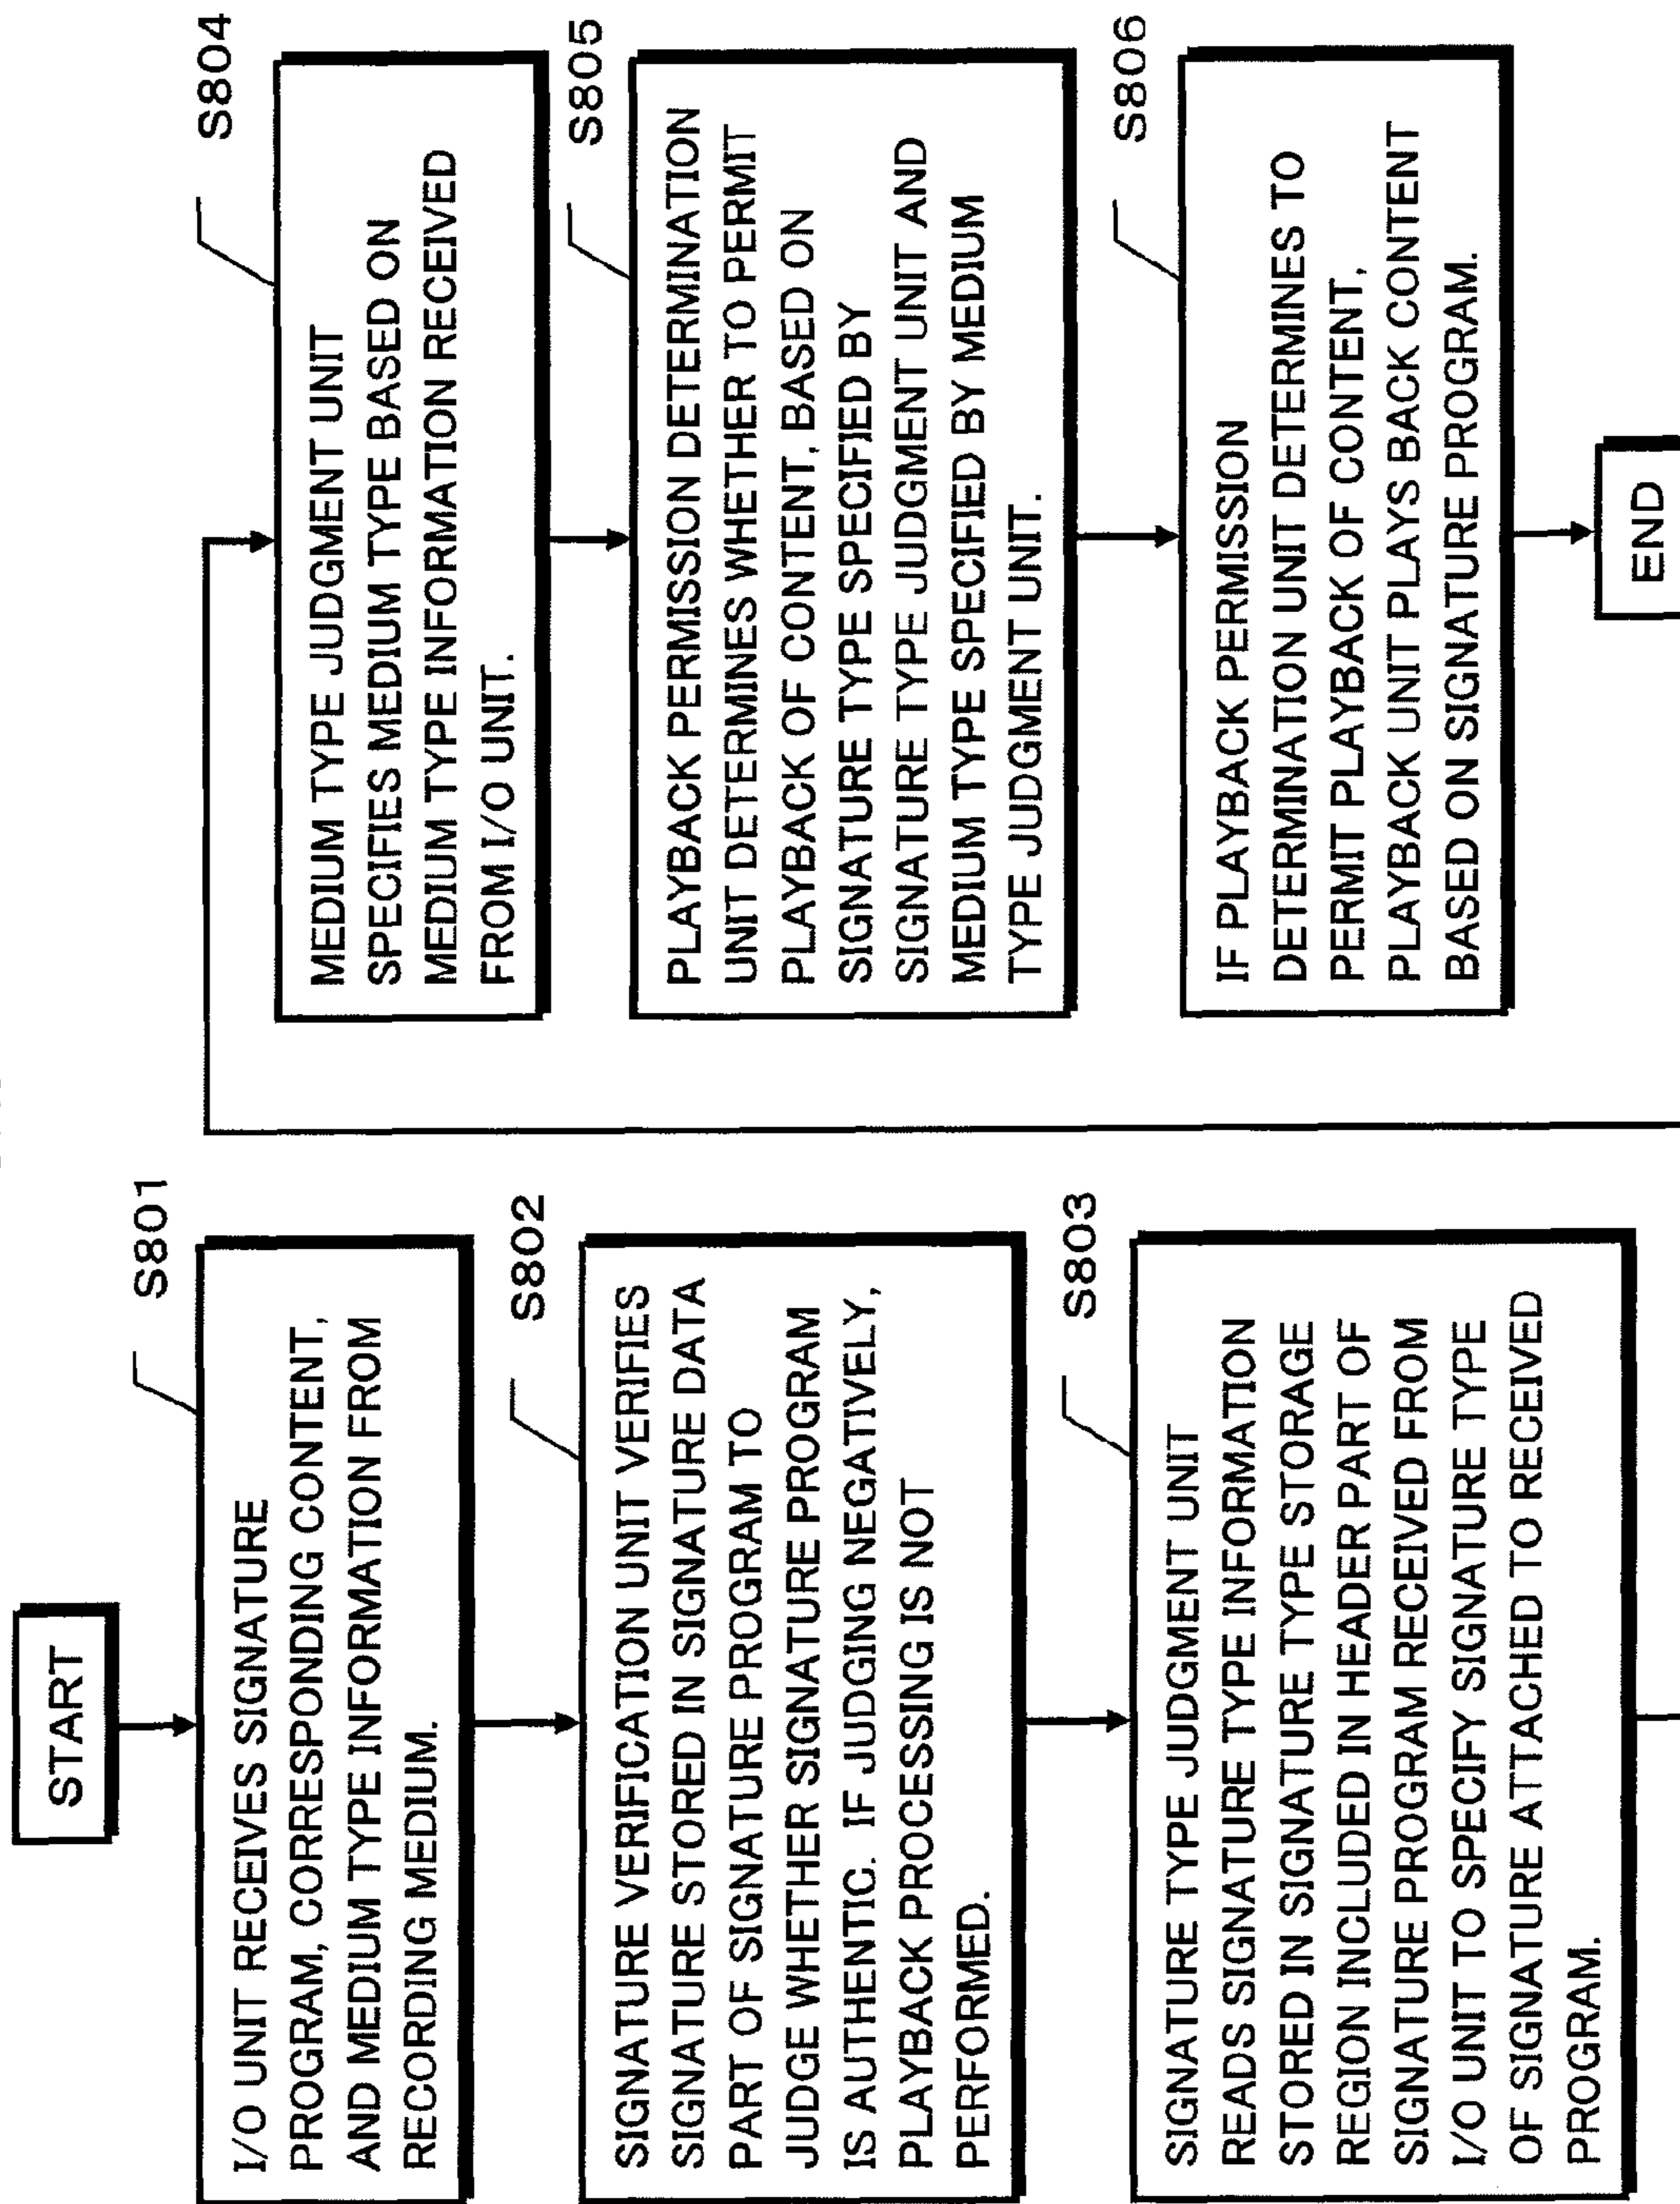 START
S801
I/O UNIT RECEIVES SIGNATURE
PROGRAM, CORRESPONDING CONTENT,
AND MEDIUM TYPE INFORMATION FROM
RECORDING MEDIUM.
S802
SIGNATURE VERIFICATION UNIT VERIFIES
SIGNATURE STORED IN SIGNATURE DATA
PART OF SIGNATURE PROGRAM TO
JUDGE WHETHER SIGNATURE PROGRAM
IS AUTHENTIC. IF JUDGING NEGATIVELY,
PLAYBACK PROCESSING IS NOT
PERFORMED.
S803
SIGNATURE TYPE JUDGMENT UNIT
READS SIGNATURE TYPE INFORMATION
STORED IN SIGNATURE TYPE STORAGE
REGION INCLUDED IN HEADER PART OF
SIGNATURE PROGRAM RECEIVED FROM
I/O UNIT TO SPECIFY SIGNATURE TYPE
OF SIGNATURE ATTACHED TO RECEIVED
PROGRAM.
S804
MEDIUM TYPE JUDGMENT UNIT
SPECIFIES MEDIUM TYPE BASED ON
MEDIUM TYPE INFORMATION RECEIVED
FROM I/O UNIT.
S805
PLAYBACK PERMISSION DETERMINATION
UNIT DETERMINES WHETHER TO PERMIT
PLAYBACK OF CONTENT, BASED ON
SIGNATURE TYPE SPECIFIED BY
SIGNATURE TYPE JUDGMENT UNIT AND
MEDIUM TYPE SPECIFIED BY MEDIUM
TYPE JUDGMENT UNIT.
S806
IF PLAYBACK PERMISSION
DETERMINATION UNIT DETERMINES TO
PERMIT PLAYBACK OF CONTENT,
PLAYBACK UNIT PLAYS BACK CONTENT
BASED ON SIGNATURE PROGRAM.
END